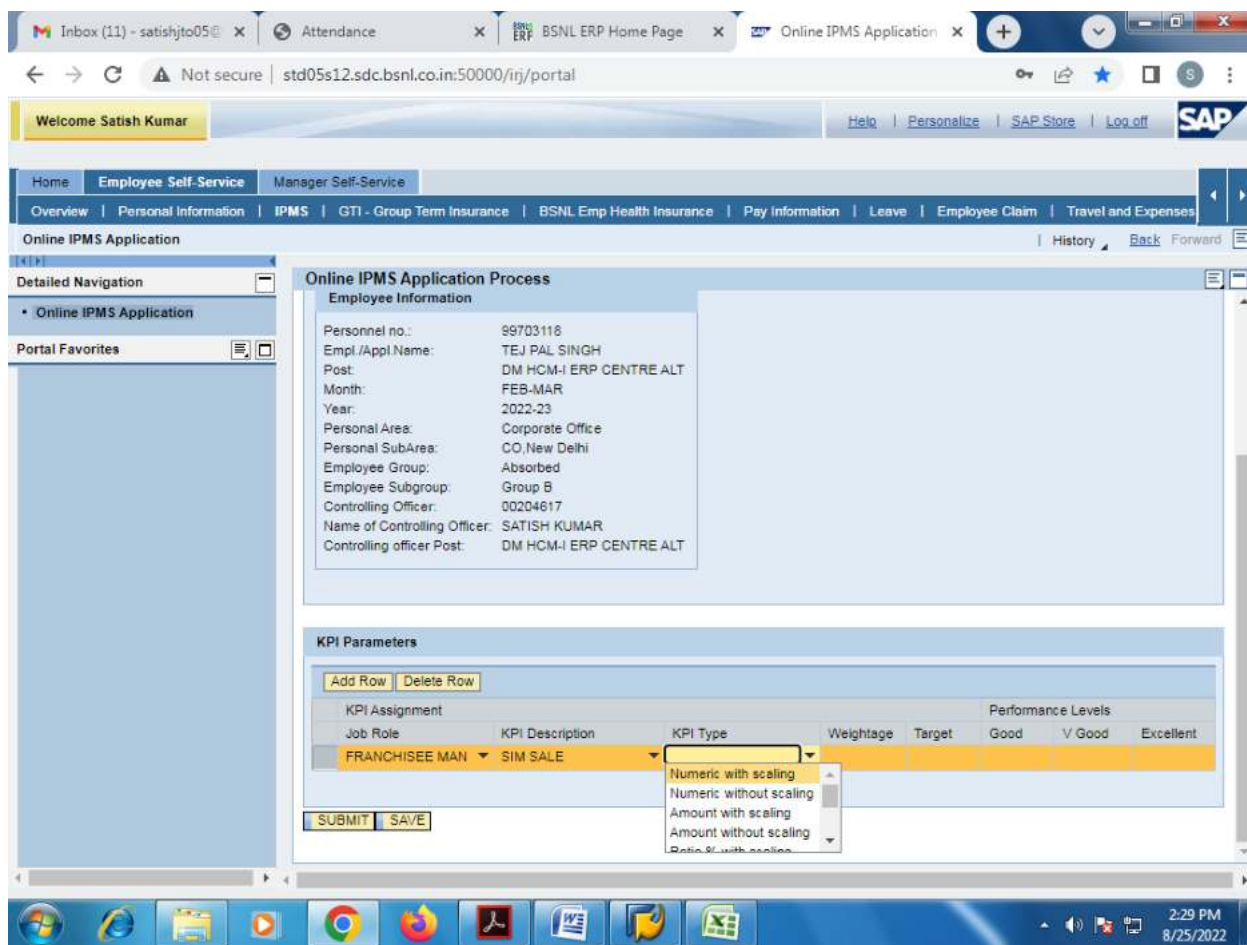 Inbox (11) - satishjto05@
Attendance
BSNL ERP Home Page
Online IPMS Application
Not secure std05s12.sdc.bsnl.co.in:50000/irj/portal
S
Welcome Satish Kumar
Help | Personalize | SAP Store | Log off
SAP
Home Employee Self-Service Manager Self-Service
Overview | Personal Information | IPMS | GTI - Group Term Insurance | BSNL Emp Health Insurance | Pay Information | Leave | Employee Claim | Travel and Expenses
Online IPMS Application
| History Back Forward
Detailed Navigation
• Online IPMS Application
Portal Favorites
Online IPMS Application Process
Employee Information
Personnel no.: 99703118
Empl./Appl.Name: TEJ PAL SINGH
Post: DM HCM-I ERP CENTRE ALT
Month: FEB-MAR
Year: 2022-23
Personal Area: Corporate Office
Personal SubArea: CO,New Delhi
Employee Group: Absorbed
Employee Subgroup: Group B
Controlling Officer: 00204617
Name of Controlling Officer: SATISH KUMAR
Controlling officer Post: DM HCM-I ERP CENTRE ALT
KPI Parameters
Add Row Delete Row
KPI Assignment Performance Levels
Job Role KPI Description KPI Type Weightage Target Good V Good Excellent
FRANCHISEE MAN SIM SALE
Numeric with scaling
Numeric without scaling
Amount with scaling
Amount without scaling
Ratio % with scaling
SUBMIT SAVE
2:29 PM
8/25/2022